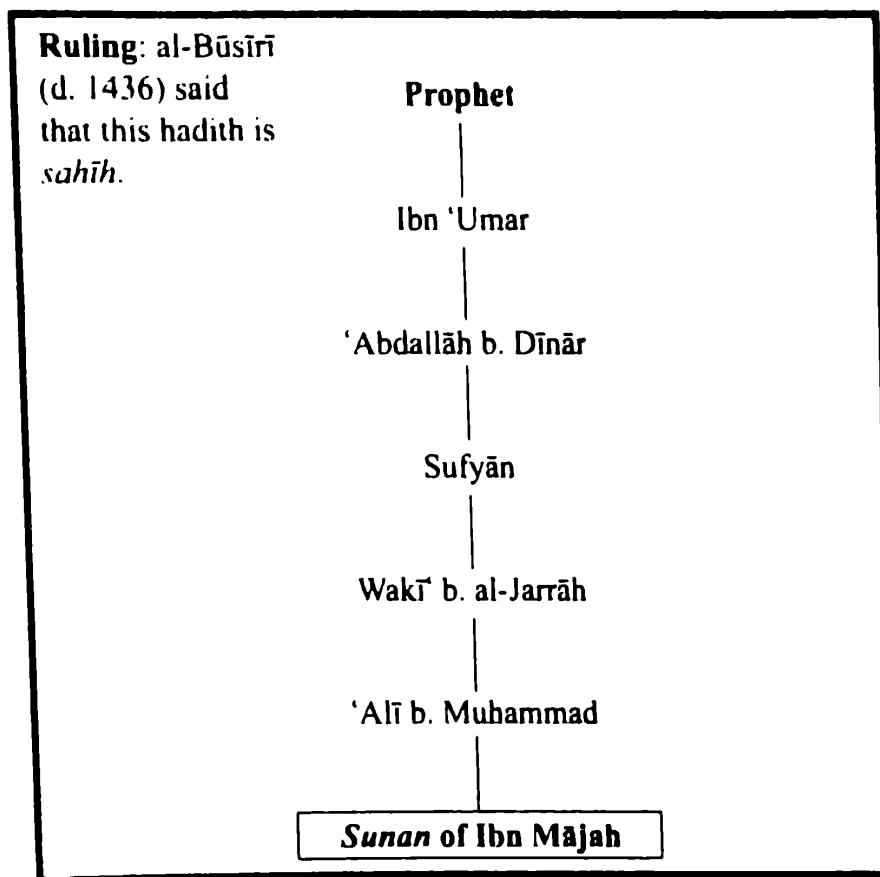 Ruling: al-Būsīrī
(d. 1436) said
that this hadith is
sahīh.
Prophet
Ibn ‘Umar
‘Abdallāh b. Dīnār
Sufyān
Wakī‘ b. al-Jarrāh
‘Alī b. Muhammad
Sunan of Ibn Mājah